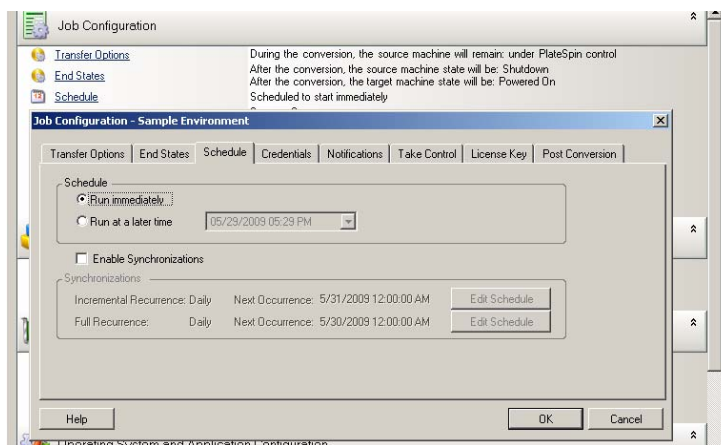 Job Configuration
Transfer Options During the conversion, the source machine will remain: under PlateSpin control
End States After the conversion, the source machine state will be: Shutdown
After the conversion, the target machine state will be: Powered On
Schedule Scheduled to start immediately
Job Configuration - Sample Environment
Transfer Options End States Schedule Credentials Notifications Take Control License Key Post Conversion
Schedule
Run immediately
Run at a later time 05/29/2009 05:29 PM
Enable Synchronizations
Synchronizations
Incremental Recurrence: Daily Next Occurrence: 5/31/2009 12:00:00 AM Edit Schedule
Full Recurrence: Daily Next Occurrence: 5/30/2009 12:00:00 AM Edit Schedule
Help OK Cancel
Operating System and Application Configuration